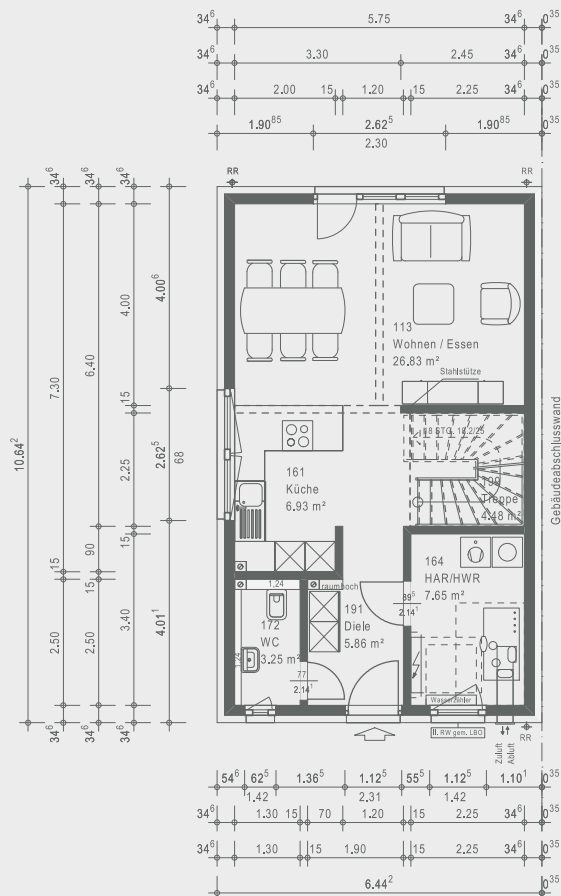 34⁶ 5.75 34⁶ 0³⁵
34⁶ 3.30 2.45 34⁶ 0³⁵
34⁶ 2.00 15 1.20 15 2.25 34⁶ 0³⁵
1.90⁸⁵ 2.62⁵ 1.90⁸⁵ 0³⁵
2.30
RR RR
34⁶ 34⁶ 34⁶
10.64²
7.30
15
2.50
34⁶
6.40
90
15
2.50
34⁶
4.00
15
2.25
15
3.40
34⁶
4.00⁶
2.62⁵
68
4.01¹
113
Wohnen / Essen
26.83 m²
Stahlstütze
18 STG. 18.2/25
199
Treppe
4.48 m²
Gebäudeabschlusswand
161
Küche
6.93 m²
164
HAR/HWR
7.65 m²
raumhoch
1.24
89⁵
2.14¹
191
Diele
5.86 m²
172
WC
3.25 m²
1.24
77
2.14¹
Wasserzähler
II. RW gem. LBO
Zuluft
Abluft
RR
54⁶ 62⁵ 1.36⁵ 1.12⁵ 55⁵ 1.12⁵ 1.10¹ 0³⁵
1.42 2.31 1.42
34⁶ 1.30 15 70 1.20 15 2.25 34⁶ 0³⁵
34⁶ 1.30 15 1.90 15 2.25 34⁶ 0³⁵
6.44² 0³⁵